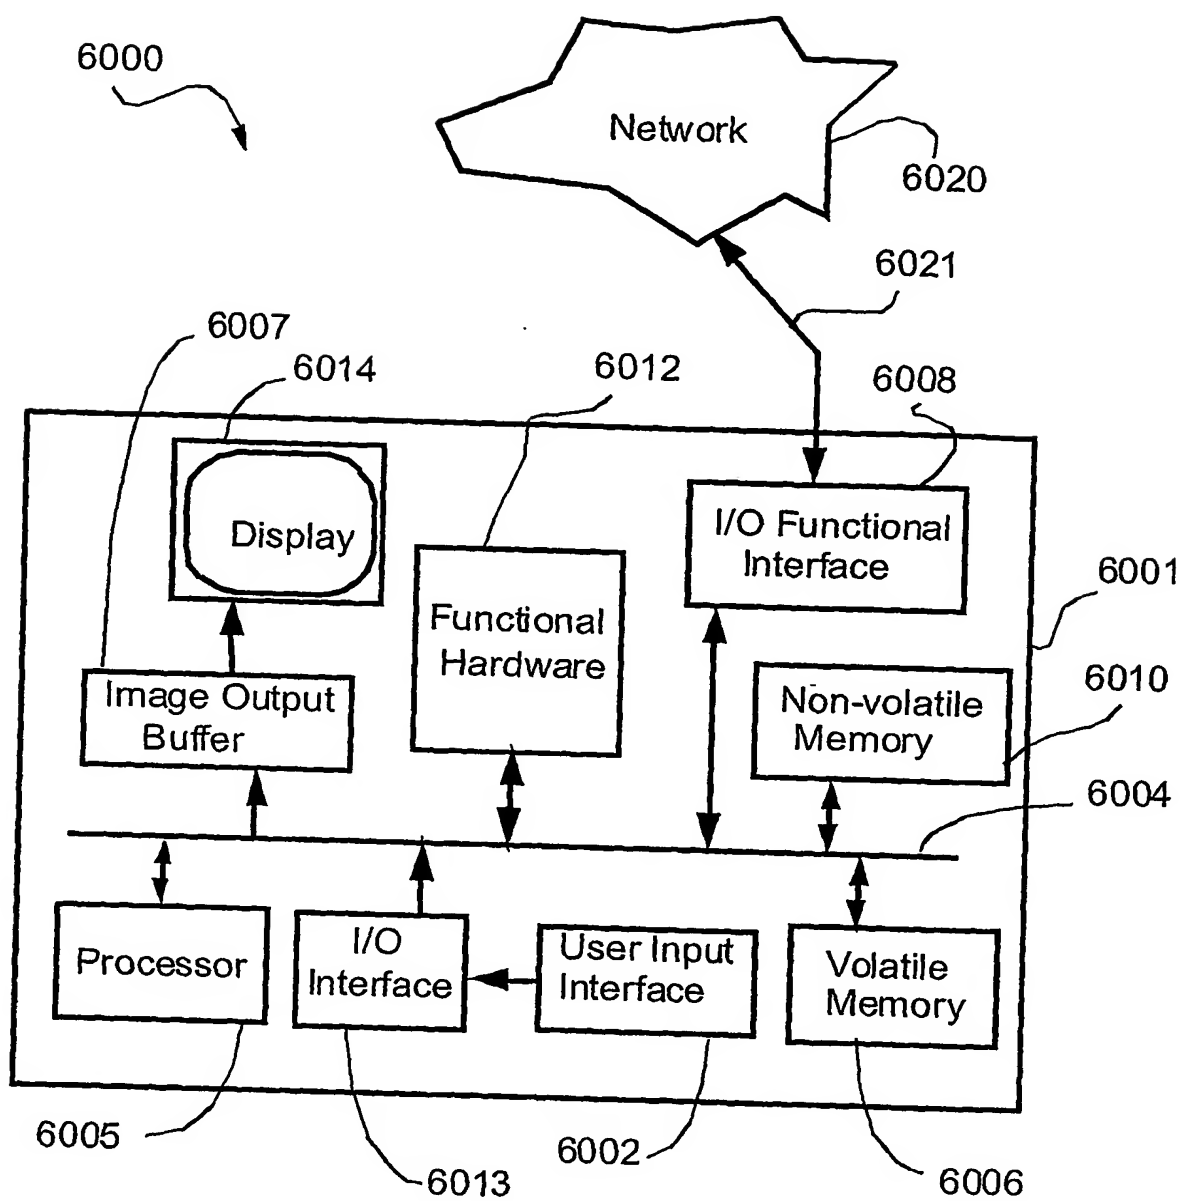 6000
Network
6020
6021
6007
6014
6012
6008
Display
I/O Functional
Interface
6001
Functional
Hardware
Image Output
Buffer
Non-volatile
Memory
6010
6004
Processor
I/O
Interface
User Input
Interface
Volatile
Memory
6005
6013
6002
6006